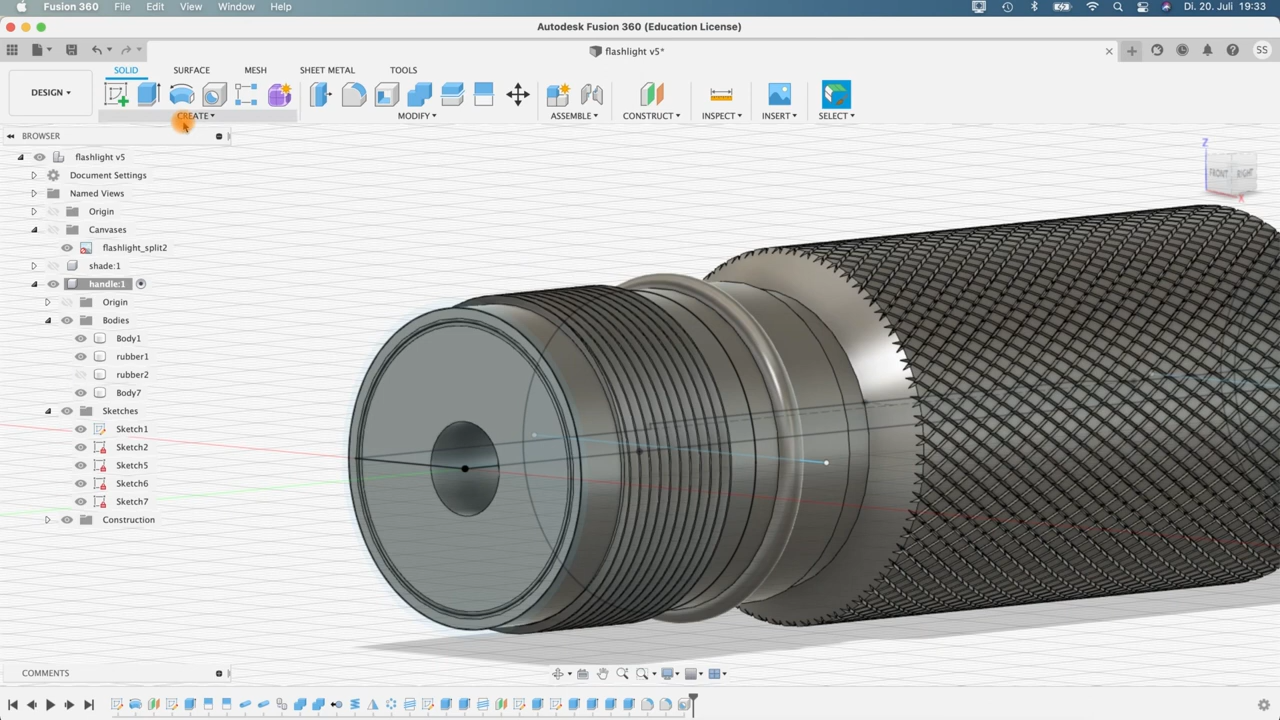 Fusion 360 File Edit View Window Help Di. 20. Juli 19:33
Autodesk Fusion 360 (Education License)
flashlight v5* SS
SOLID SURFACE MESH SHEET METAL TOOLS
DESIGN
CREATE MODIFY ASSEMBLE CONSTRUCT INSPECT INSERT SELECT
BROWSER
flashlight v5
Document Settings
Named Views
Origin
Canvases
flashlight_split2
shade:1
handle:1
Origin
Bodies
Body1
rubber1
rubber2
Body7
Sketches
Sketch1
Sketch2
Sketch5
Sketch6
Sketch7
Construction
Z
FRONT RIGHT
X
COMMENTS